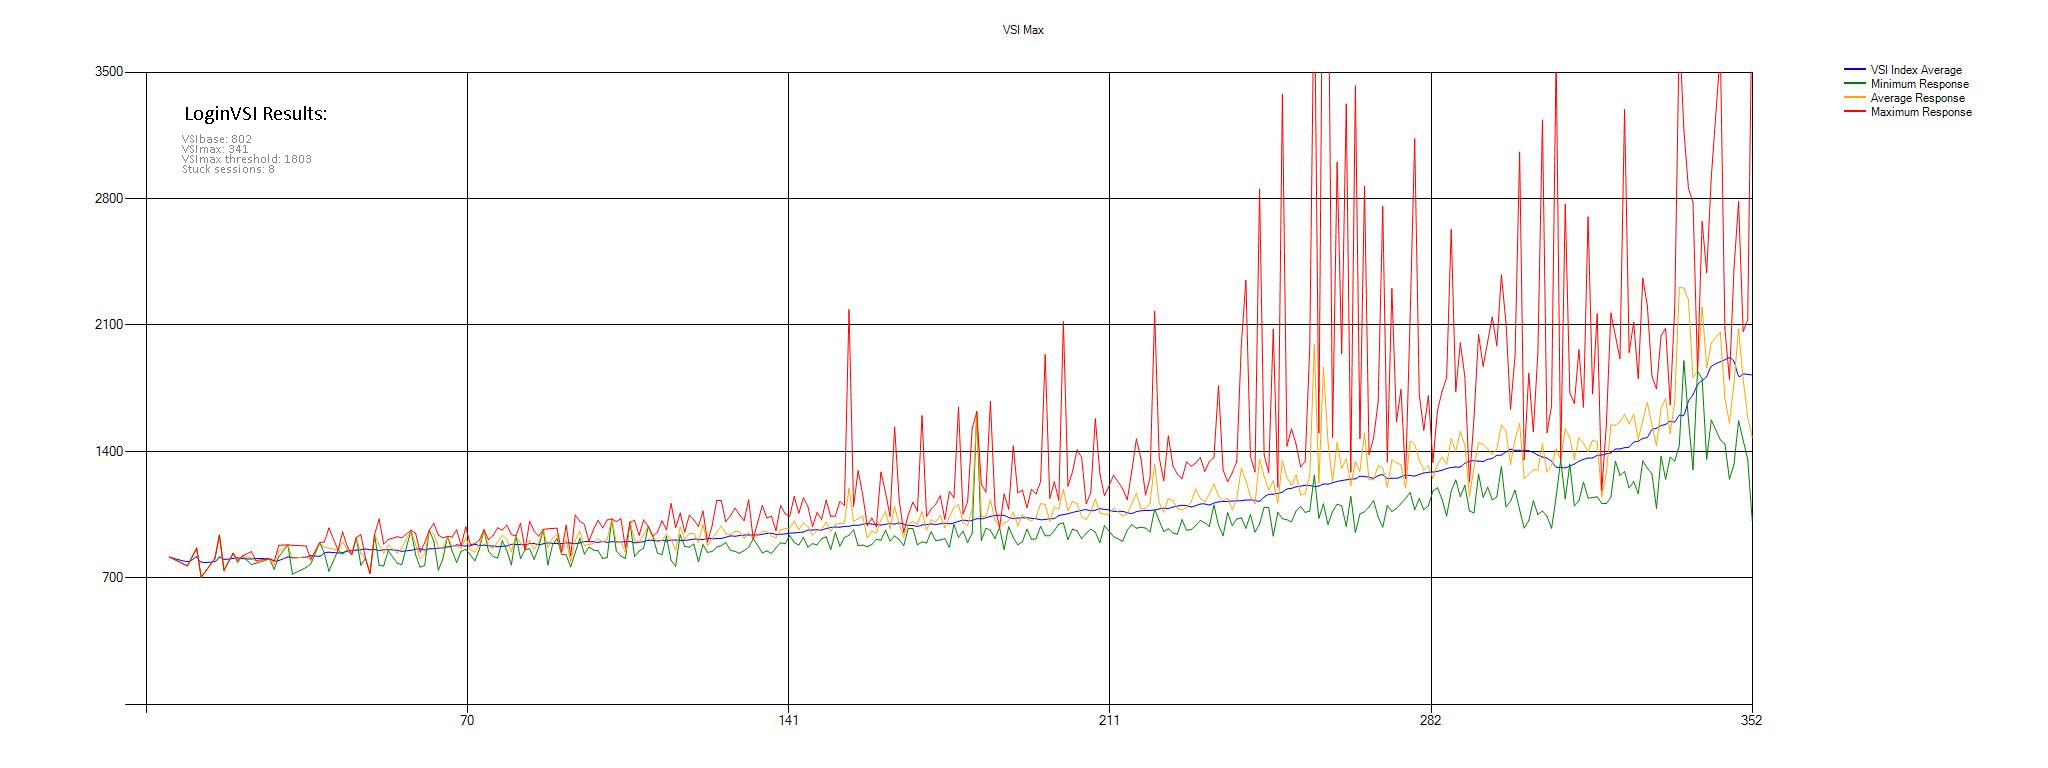 VSI Max
3500
2800
2100
1400
700
70
141
211
282
352
LoginVSI Results:
VSIbase: 802
VSImax: 341
VSImax threshold: 1803
Stuck sessions: 8
VSI Index Average
Minimum Response
Average Response
Maximum Response